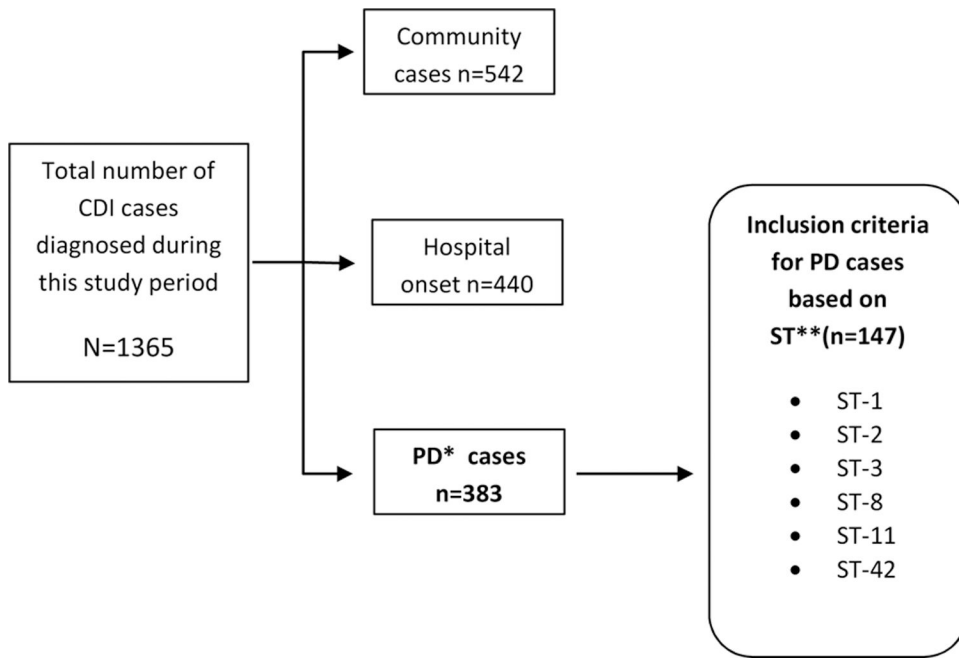 Community
cases n=542
Total number of
CDI cases
diagnosed during
this study period
N=1365
Hospital
onset n=440
PD* cases
n=383
Inclusion criteria
for PD cases
based on
ST**(n=147)
• ST-1
• ST-2
• ST-3
• ST-8
• ST-11
• ST-42